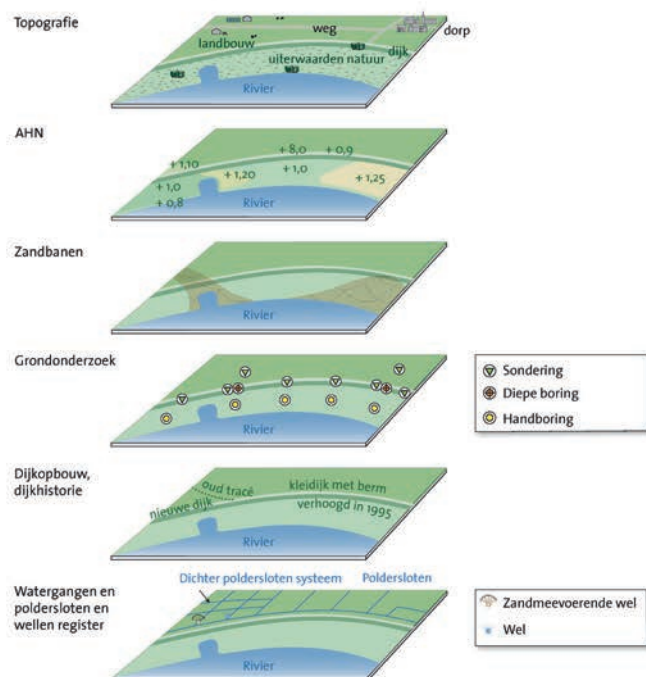 Topografie
weg
dorp
landbouw
dijk
uiterwaarden natuur
Rivier
AHN
+ 8,0 + 0,9
+ 1,10
+ 1,20 + 1,0
+ 1,0
+ 1,25
+ 0,8
Rivier
Zandbanen
Rivier
Grondonderzoek
Rivier
Sondering
Diepe boring
Handboring
Dijkopbouw,
dijkhistorie
oud tracé
kleidijk met berm
nieuwe dijk
verhoogd in 1995
Rivier
Watergangen en
poldersloten en
wellen register
Dichter poldersloten systeem
Poldersloten
Rivier
Zandmeevoerende wel
Wel